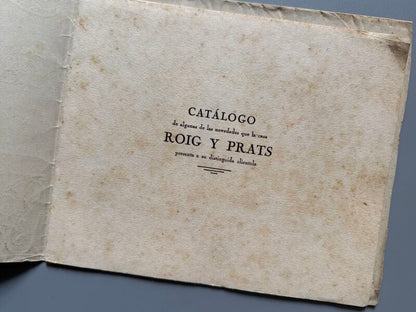 CATÁLOGO
de algunas de las novedades que la casa
ROIG Y PRATS
presenta a su distinguida clientela